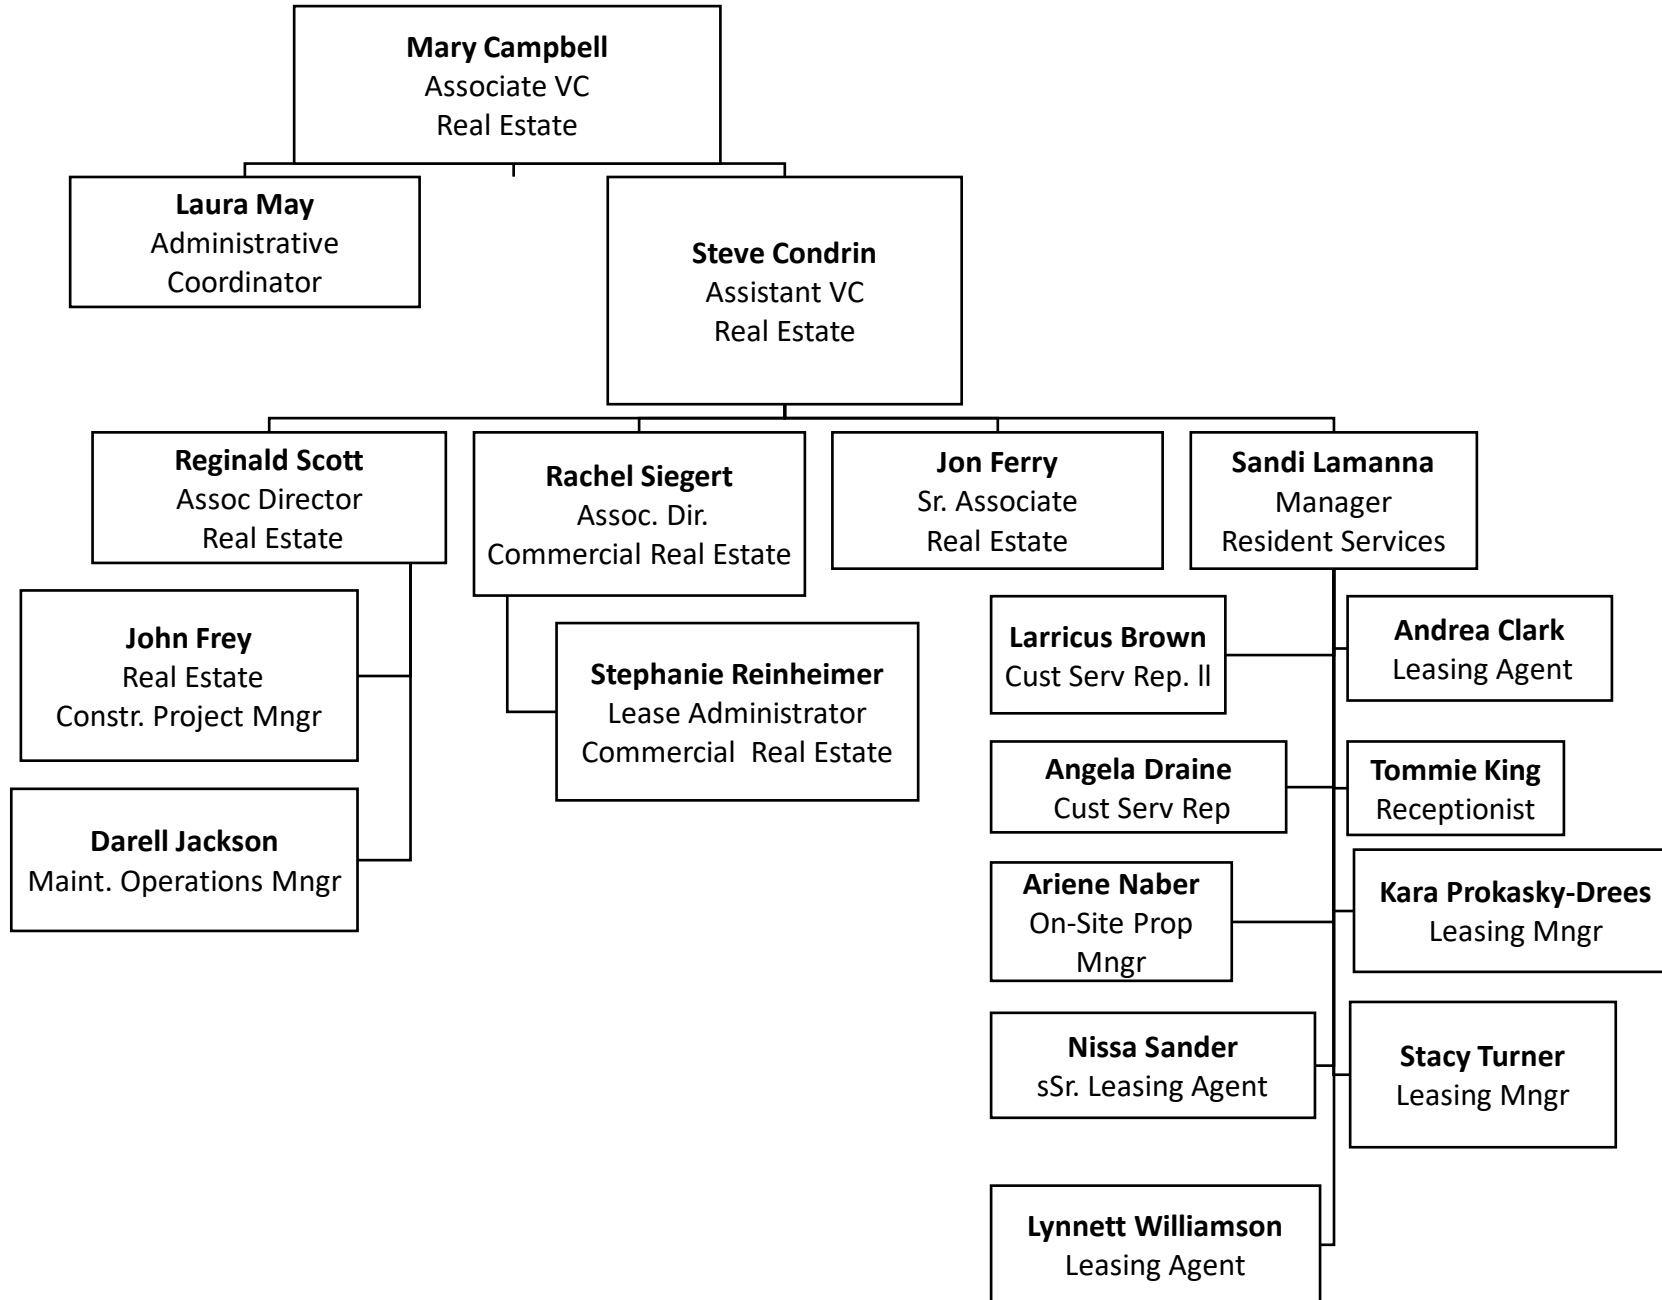 Mary Campbell
Associate VC
Real Estate
Laura May
Administrative
Coordinator
Steve Condrin
Assistant VC
Real Estate
Reginald Scott
Assoc Director
Real Estate
Rachel Siegert
Assoc. Dir.
Commercial Real Estate
Jon Ferry
Sr. Associate
Real Estate
Sandi Lamanna
Manager
Resident Services
John Frey
Real Estate
Constr. Project Mngr
Darell Jackson
Maint. Operations Mngr
Stephanie Reinheimer
Lease Administrator
Commercial  Real Estate
Larricus Brown
Cust Serv Rep. ll
Andrea Clark
Leasing Agent
Angela Draine
Cust Serv Rep
Tommie King
Receptionist
Ariene Naber
On-Site Prop
Mngr
Kara Prokasky-Drees
Leasing Mngr
Nissa Sander
sSr. Leasing Agent
Stacy Turner
Leasing Mngr
Lynnett Williamson
Leasing Agent